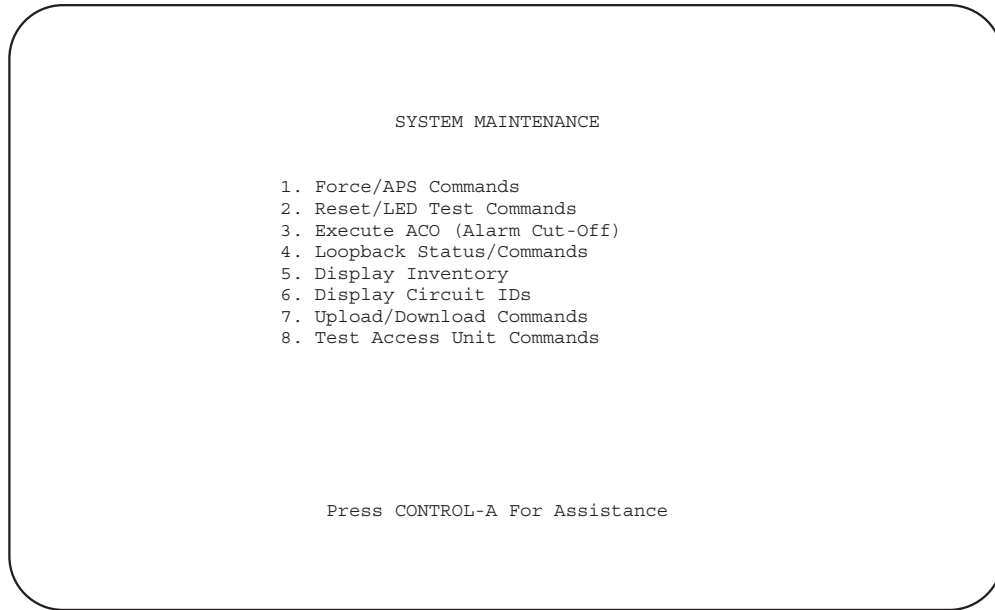 SYSTEM MAINTENANCE
1. Force/APS Commands
2. Reset/LED Test Commands
3. Execute ACO (Alarm Cut-Off)
4. Loopback Status/Commands
5. Display Inventory
6. Display Circuit IDs
7. Upload/Download Commands
8. Test Access Unit Commands
Press CONTROL-A For Assistance